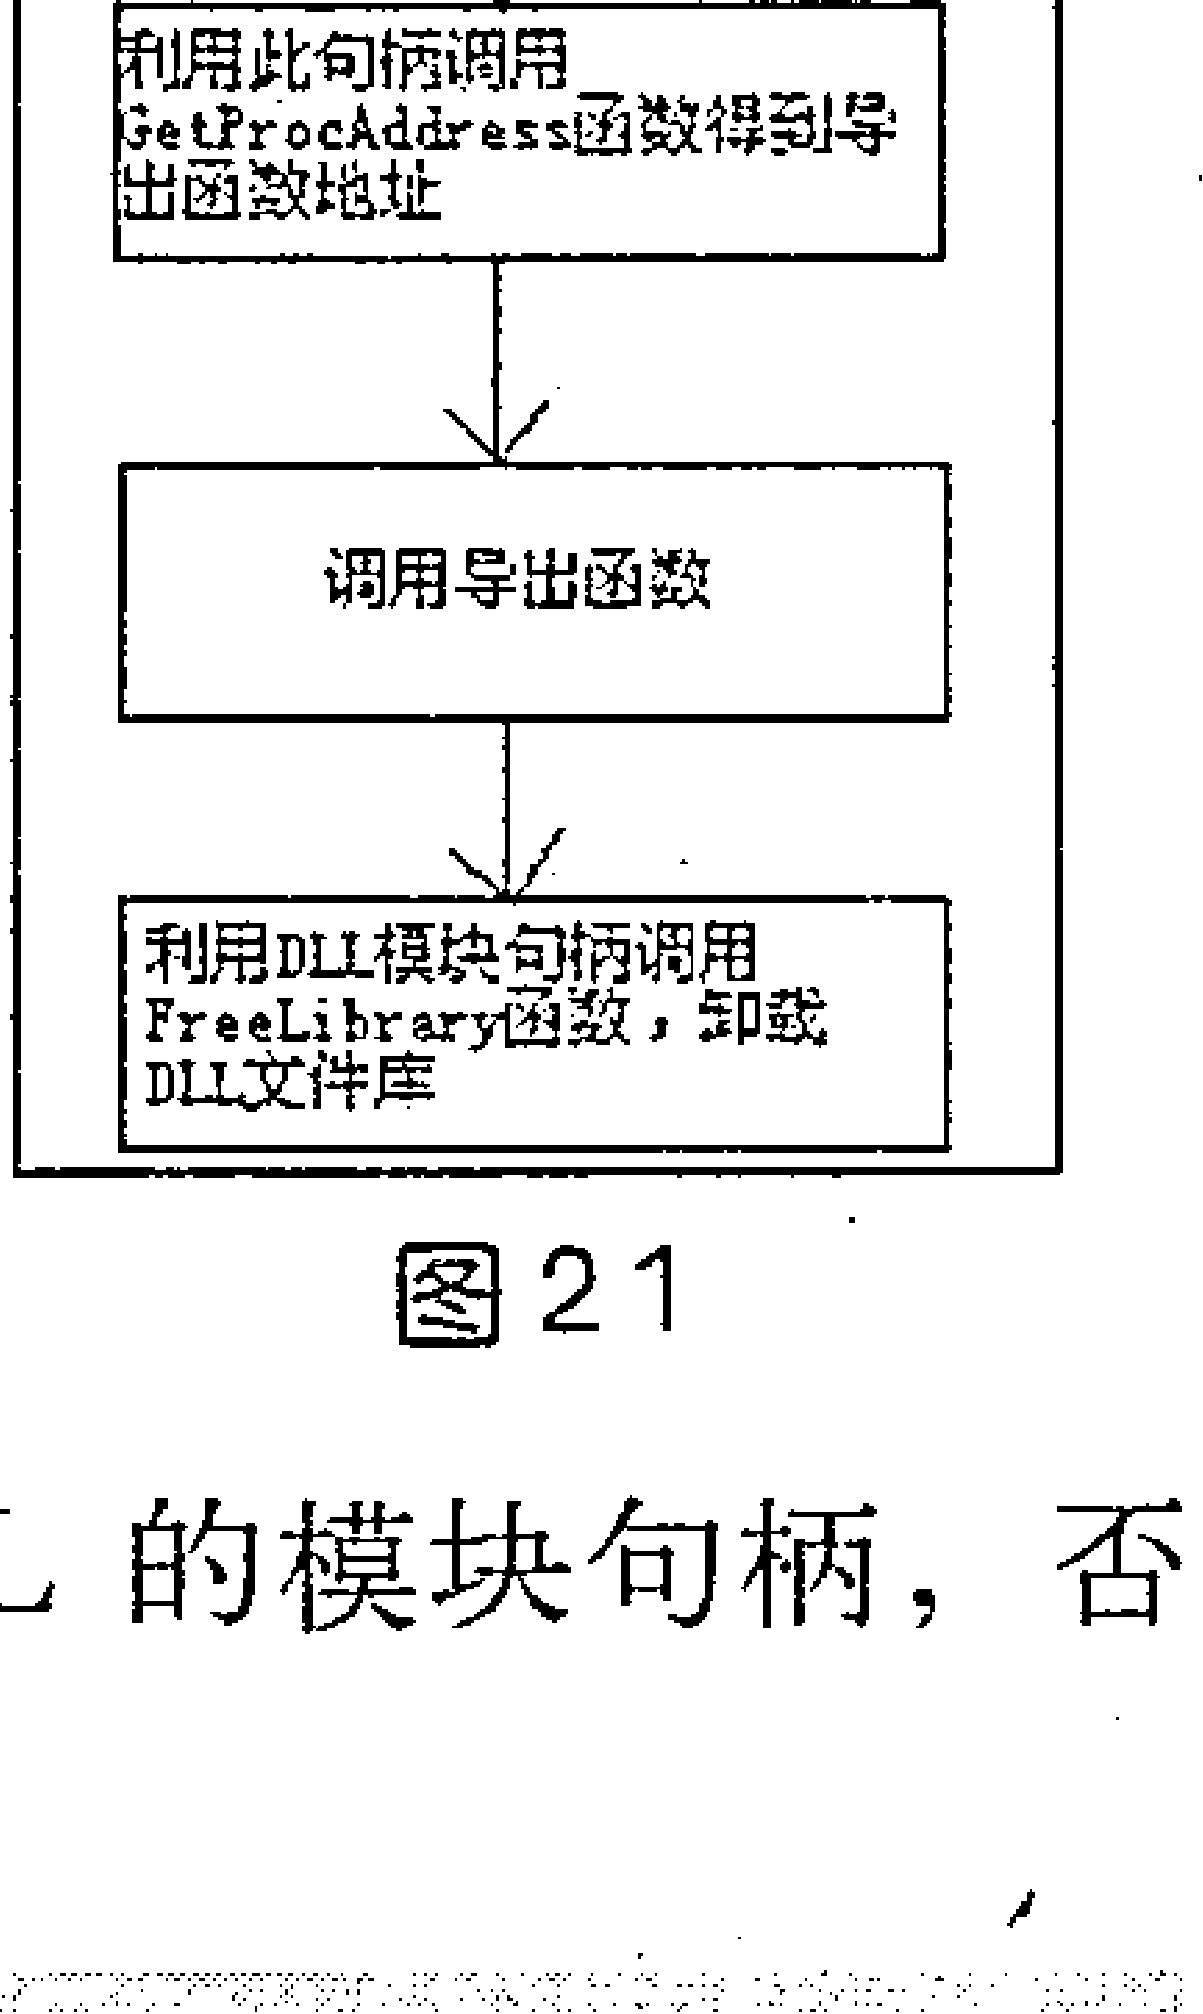 利用此句柄调用
GetProcAddress函数得到导
出函数地址
调用导出函数
利用DLL模块句柄调用
FreeLibrary函数，卸载
DLL文件库
图21
的模块句柄，否